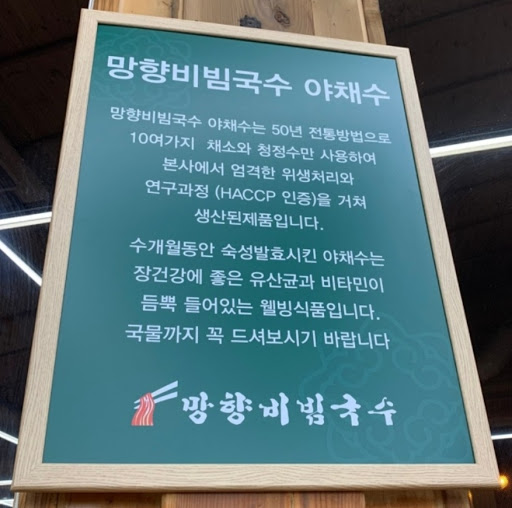 망향비빔국수 야채수
망향비빔국수 야채수는 50년 전통방법으로
10여가지 채소와 청정수만 사용하여
본사에서 엄격한 위생처리와
연구과정 (HACCP 인증)을 거쳐
생산된제품입니다.
수개월동안 숙성발효시킨 야채수는
장건강에 좋은 유산균과 비타민이
듬뿍 들어있는 웰빙식품입니다.
국물까지 꼭 드셔보시기 바랍니다
망향비빔국수